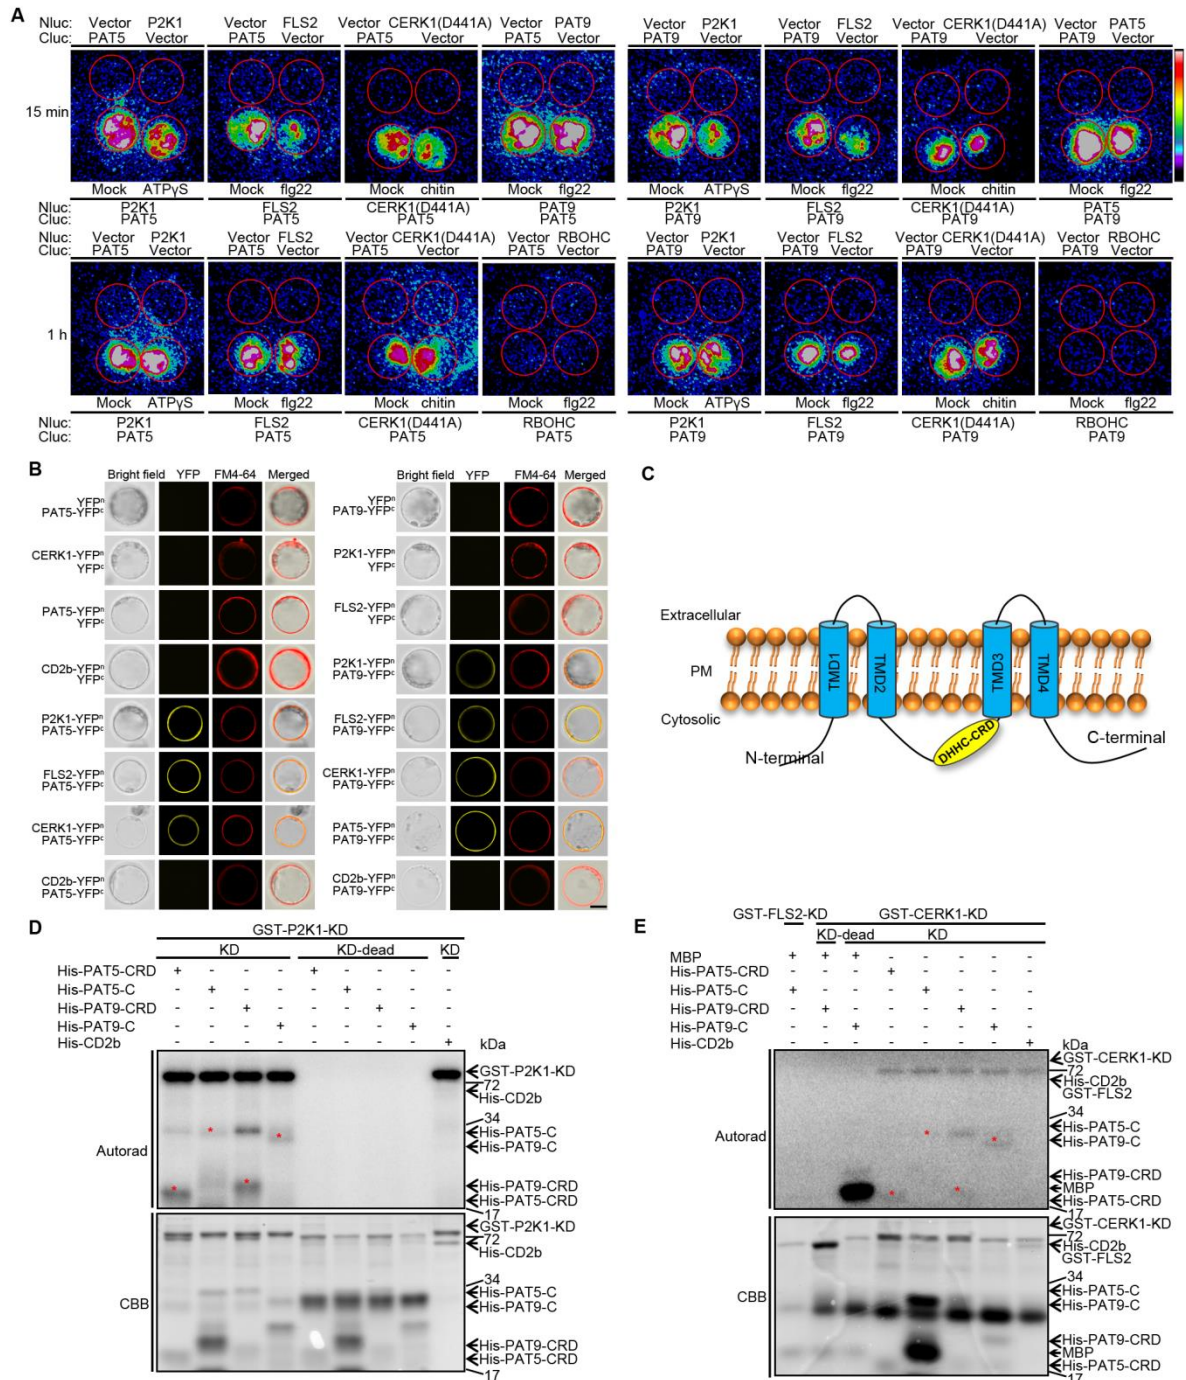 A
Nluc: Vector P2K1 Vector FLS2 Vector CERK1(D441A) Vector PAT9 Vector P2K1 Vector FLS2 Vector CERK1(D441A) Vector PAT5
Cluc: PAT5 Vector PAT5 Vector PAT5 Vector PAT5 Vector PAT9 Vector PAT9 Vector PAT9 Vector PAT9 Vector
15 min
Mock ATPγS Mock flg22 Mock chitin Mock flg22 Mock ATPγS Mock flg22 Mock chitin Mock flg22
Nluc: P2K1 FLS2 CERK1(D441A) PAT9 P2K1 FLS2 CERK1(D441A) PAT5
Cluc: PAT5 PAT5 PAT5 PAT5 PAT9 PAT9 PAT9 PAT9
Nluc: Vector P2K1 Vector FLS2 Vector CERK1(D441A) Vector RBOHC Vector P2K1 Vector FLS2 Vector CERK1(D441A) Vector RBOHC
Cluc: PAT5 Vector PAT5 Vector PAT5 Vector PAT5 Vector PAT9 Vector PAT9 Vector PAT9 Vector PAT9 Vector
1 h
Mock ATPγS Mock flg22 Mock chitin Mock flg22 Mock ATPγS Mock flg22 Mock chitin Mock flg22
Nluc: P2K1 FLS2 CERK1(D441A) RBOHC P2K1 FLS2 CERK1(D441A) RBOHC
Cluc: PAT5 PAT5 PAT5 PAT5 PAT9 PAT9 PAT9 PAT9
B
Bright field YFP FM4-64 Merged
YFPⁿ
PAT5-YFPᶜ
CERK1-YFPⁿ
YFPᶜ
PAT5-YFPⁿ
YFPᶜ
CD2b-YFPⁿ
YFPᶜ
P2K1-YFPⁿ
PAT5-YFPᶜ
FLS2-YFPⁿ
PAT5-YFPᶜ
CERK1-YFPⁿ
PAT5-YFPᶜ
CD2b-YFPⁿ
PAT5-YFPᶜ
Bright field YFP FM4-64 Merged
YFPⁿ
PAT9-YFPᶜ
P2K1-YFPⁿ
YFPᶜ
FLS2-YFPⁿ
YFPᶜ
P2K1-YFPⁿ
PAT9-YFPᶜ
FLS2-YFPⁿ
PAT9-YFPᶜ
CERK1-YFPⁿ
PAT9-YFPᶜ
PAT5-YFPⁿ
PAT9-YFPᶜ
CD2b-YFPⁿ
PAT9-YFPᶜ
C
Extracellular
PM
Cytosolic
TMD1
TMD2
TMD3
TMD4
DHHC-CRD
N-terminal
C-terminal
D
GST-P2K1-KD
KD KD-dead KD
His-PAT5-CRD + - - - + - - - -
His-PAT5-C - + - - - + - - -
His-PAT9-CRD - - + - - - + - -
His-PAT9-C - - - + - - - + -
His-CD2b - - - - - - - - +
kDa
Autorad
GST-P2K1-KD
72
His-CD2b
34
His-PAT5-C
His-PAT9-C
His-PAT9-CRD
His-PAT5-CRD
17
CBB
GST-P2K1-KD
72
His-CD2b
34
His-PAT5-C
His-PAT9-C
His-PAT9-CRD
His-PAT5-CRD
17
E
GST-FLS2-KD GST-CERK1-KD
KD-dead KD
MBP + + + - - - - -
His-PAT5-CRD - - - + - - - -
His-PAT5-C + - - - + - - -
His-PAT9-CRD - + - - - + - -
His-PAT9-C - - + - - - + -
His-CD2b - - - - - - - +
kDa
Autorad
GST-CERK1-KD
72
His-CD2b
GST-FLS2
34
His-PAT5-C
His-PAT9-C
His-PAT9-CRD
MBP
His-PAT5-CRD
17
CBB
GST-CERK1-KD
72
His-CD2b
GST-FLS2
34
His-PAT5-C
His-PAT9-C
His-PAT9-CRD
MBP
His-PAT5-CRD
17